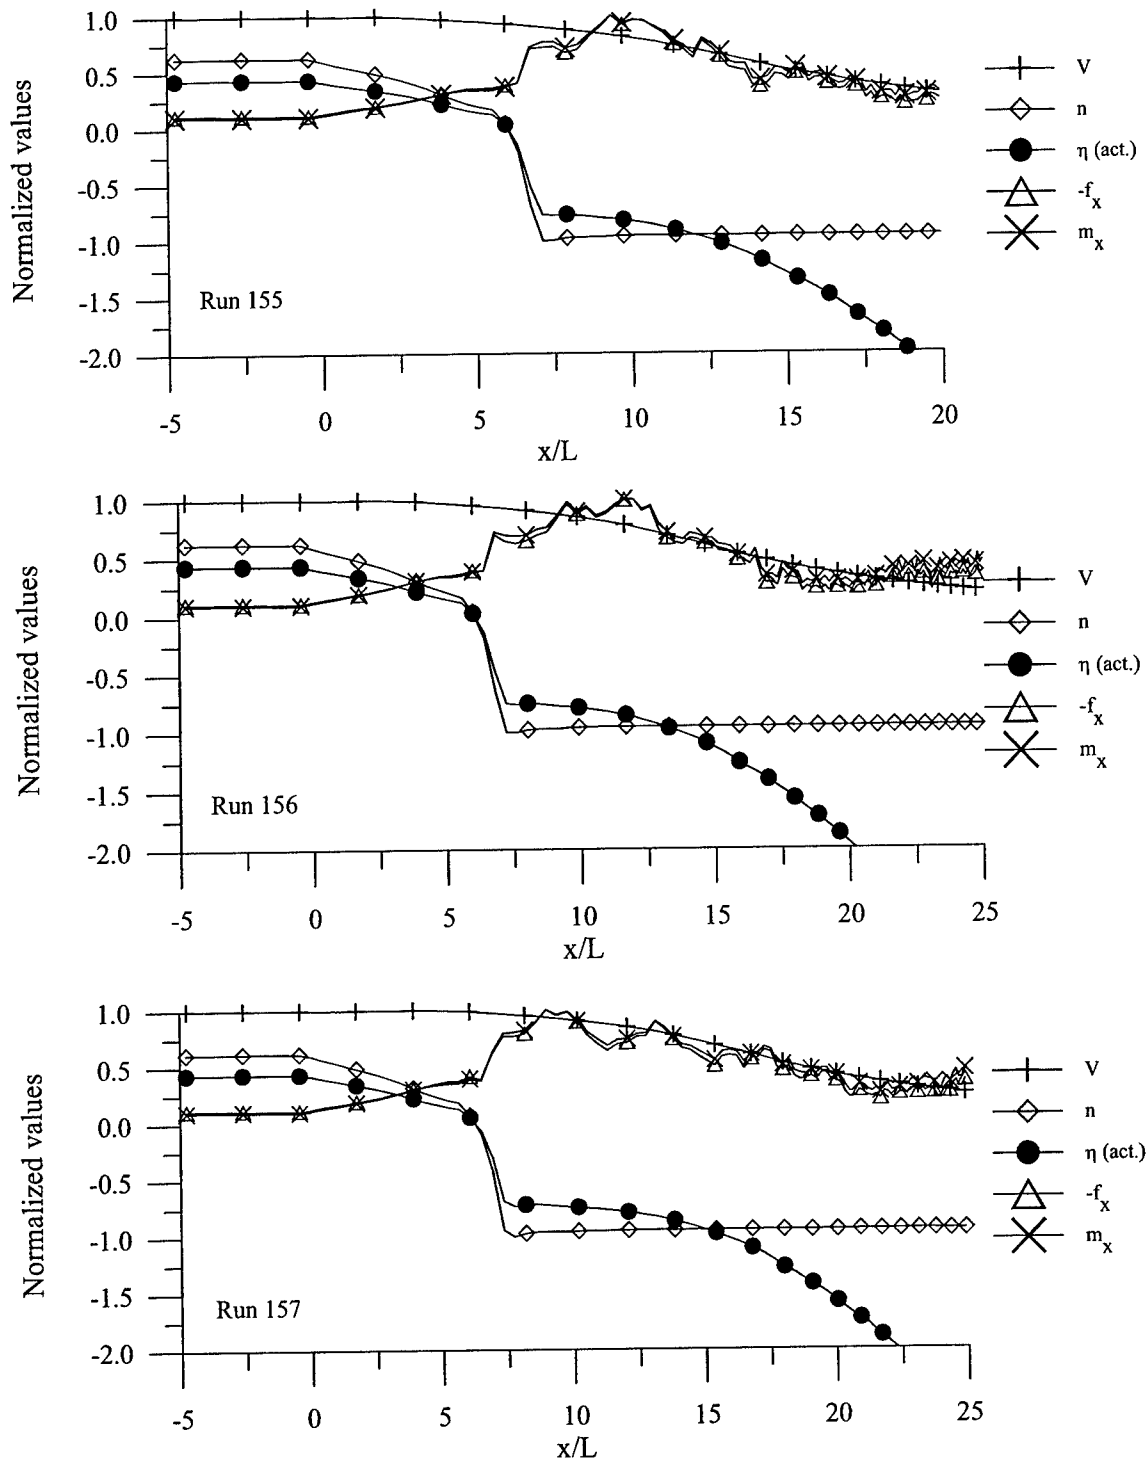 1.0
0.5
0.0
-0.5
-1.0
-1.5
-2.0
Normalized values
Run 155
-5 0 5 10 15 20
x/L
V
n
η (act.)
-fx
mx
1.0
0.5
0.0
-0.5
-1.0
-1.5
-2.0
Normalized values
Run 156
-5 0 5 10 15 20 25
x/L
V
n
η (act.)
-fx
mx
1.0
0.5
0.0
-0.5
-1.0
-1.5
-2.0
Normalized values
Run 157
-5 0 5 10 15 20 25
x/L
V
n
η (act.)
-fx
mx